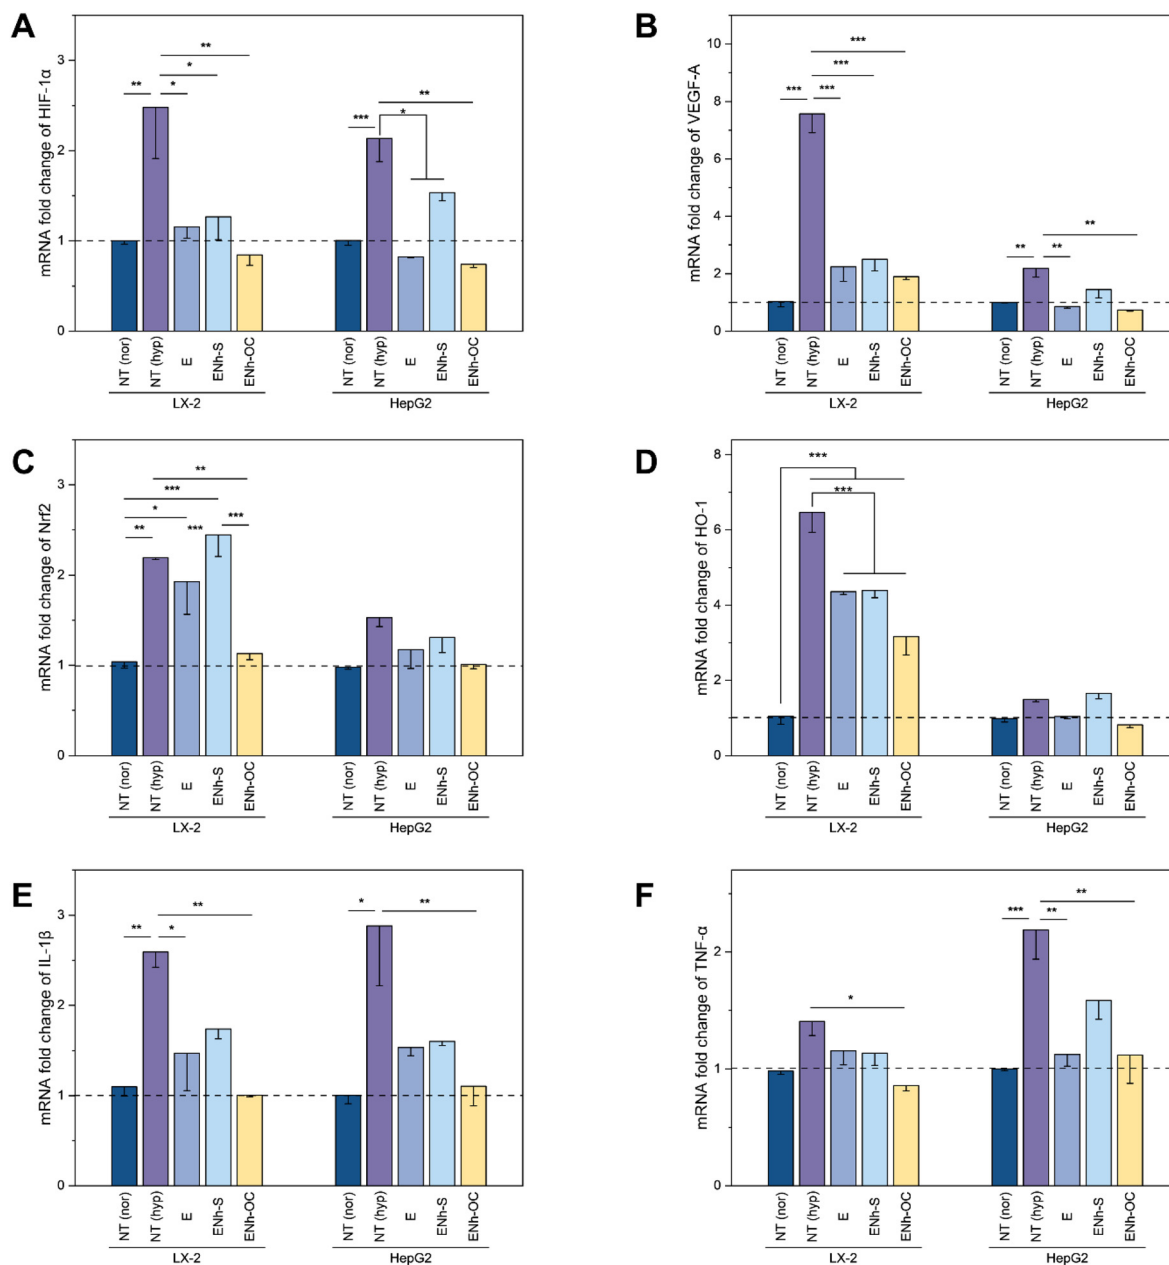 A
mRNA fold change of HIF-1α
3
2
1
0
** * * **
*** * **
NT (nor) NT (hyp) E ENh-S ENh-OC NT (nor) NT (hyp) E ENh-S ENh-OC
LX-2 HepG2
B
mRNA fold change of VEGF-A
10
8
6
4
2
0
*** *** *** ***
** ** **
NT (nor) NT (hyp) E ENh-S ENh-OC NT (nor) NT (hyp) E ENh-S ENh-OC
LX-2 HepG2
C
mRNA fold change of Nrf2
3
2
1
0
**
***
*
** *** ***
NT (nor) NT (hyp) E ENh-S ENh-OC NT (nor) NT (hyp) E ENh-S ENh-OC
LX-2 HepG2
D
mRNA fold change of HO-1
8
6
4
2
0
***
***
NT (nor) NT (hyp) E ENh-S ENh-OC NT (nor) NT (hyp) E ENh-S ENh-OC
LX-2 HepG2
E
mRNA fold change of IL-1β
3
2
1
0
** * **
* **
NT (nor) NT (hyp) E ENh-S ENh-OC NT (nor) NT (hyp) E ENh-S ENh-OC
LX-2 HepG2
F
mRNA fold change of TNF-α
2
1
0
*
*** ** **
NT (nor) NT (hyp) E ENh-S ENh-OC NT (nor) NT (hyp) E ENh-S ENh-OC
LX-2 HepG2